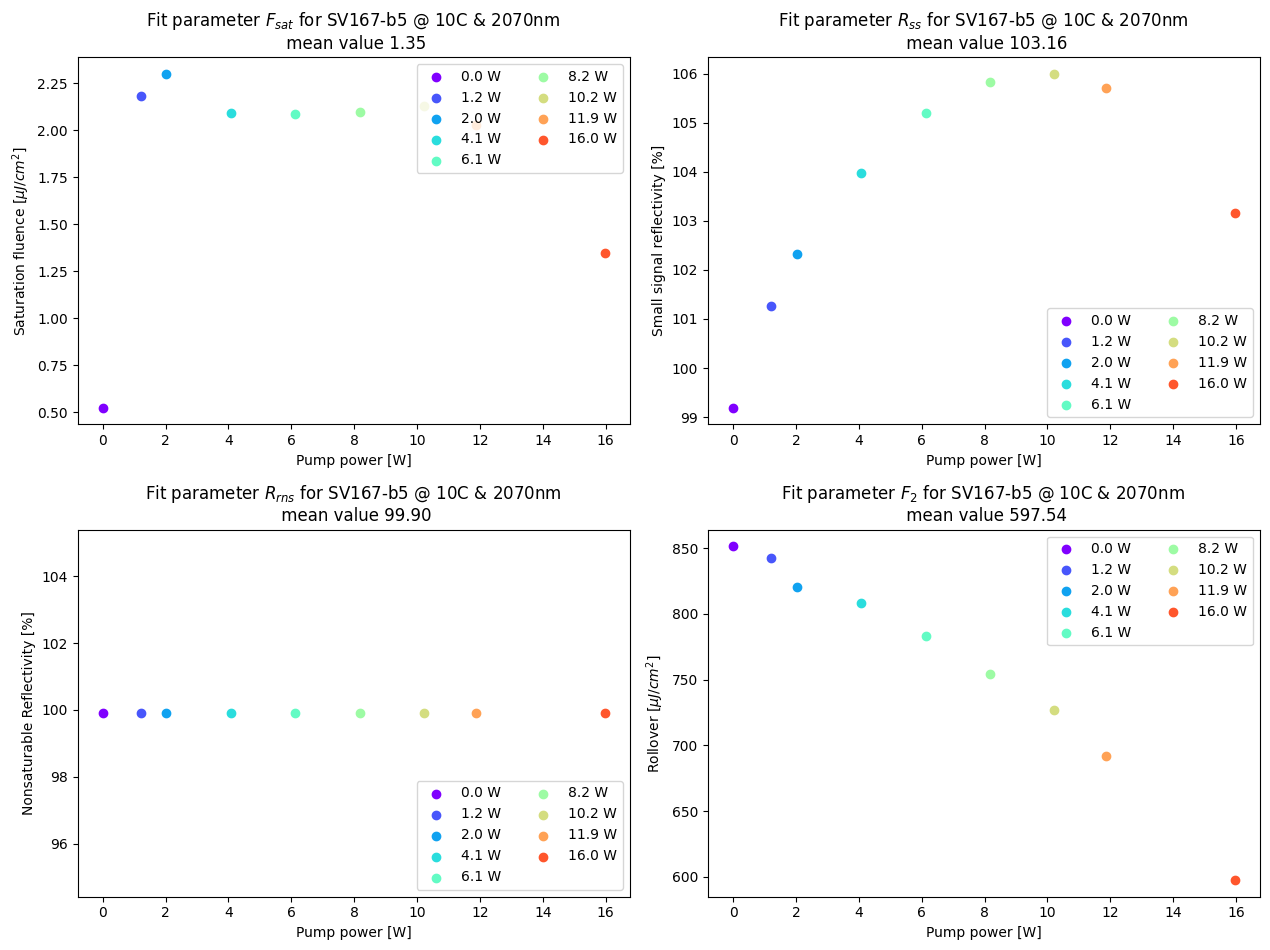 Fit parameter F_sat for SV167-b5 @ 10C & 2070nm
mean value 1.35
Saturation fluence [μJ/cm²]
2.25
2.00
1.75
1.50
1.25
1.00
0.75
0.50
0 2 4 6 8 10 12 14 16
Pump power [W]
0.0 W
1.2 W
2.0 W
4.1 W
6.1 W
8.2 W
10.2 W
11.9 W
16.0 W
Fit parameter R_ss for SV167-b5 @ 10C & 2070nm
mean value 103.16
Small signal reflectivity [%]
106
105
104
103
102
101
100
99
0 2 4 6 8 10 12 14 16
Pump power [W]
0.0 W
1.2 W
2.0 W
4.1 W
6.1 W
8.2 W
10.2 W
11.9 W
16.0 W
Fit parameter R_rns for SV167-b5 @ 10C & 2070nm
mean value 99.90
Nonsaturable Reflectivity [%]
104
102
100
98
96
0 2 4 6 8 10 12 14 16
Pump power [W]
0.0 W
1.2 W
2.0 W
4.1 W
6.1 W
8.2 W
10.2 W
11.9 W
16.0 W
Fit parameter F_2 for SV167-b5 @ 10C & 2070nm
mean value 597.54
Rollover [μJ/cm²]
850
800
750
700
650
600
0 2 4 6 8 10 12 14 16
Pump power [W]
0.0 W
1.2 W
2.0 W
4.1 W
6.1 W
8.2 W
10.2 W
11.9 W
16.0 W